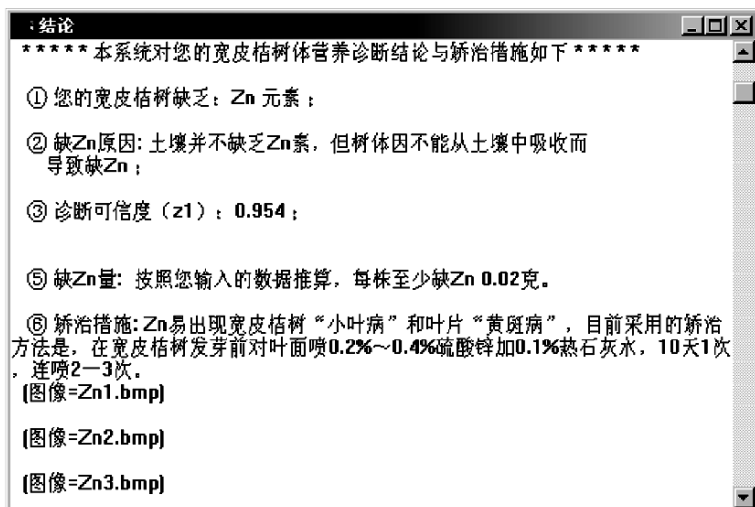 结论
***** 本系统对您的宽皮桔树体营养诊断结论与矫治措施如下 *****
① 您的宽皮桔树缺乏：Zn 元素；
② 缺Zn原因: 土壤并不缺乏Zn素，但树体因不能从土壤中吸收而
导致缺Zn；
③ 诊断可信度（z1）：0.954；
⑤ 缺Zn量: 按照您输入的数据推算，每株至少缺Zn 0.02克。
⑥ 矫治措施: Zn易出现宽皮桔树“小叶病”和叶片“黄斑病”，目前采用的矫治
方法是，在宽皮桔树发芽前对叶面喷0.2%～0.4%硫酸锌加0.1%热石灰水，10天1次
，连喷2—3次。
(图像=Zn1.bmp)
(图像=Zn2.bmp)
(图像=Zn3.bmp)